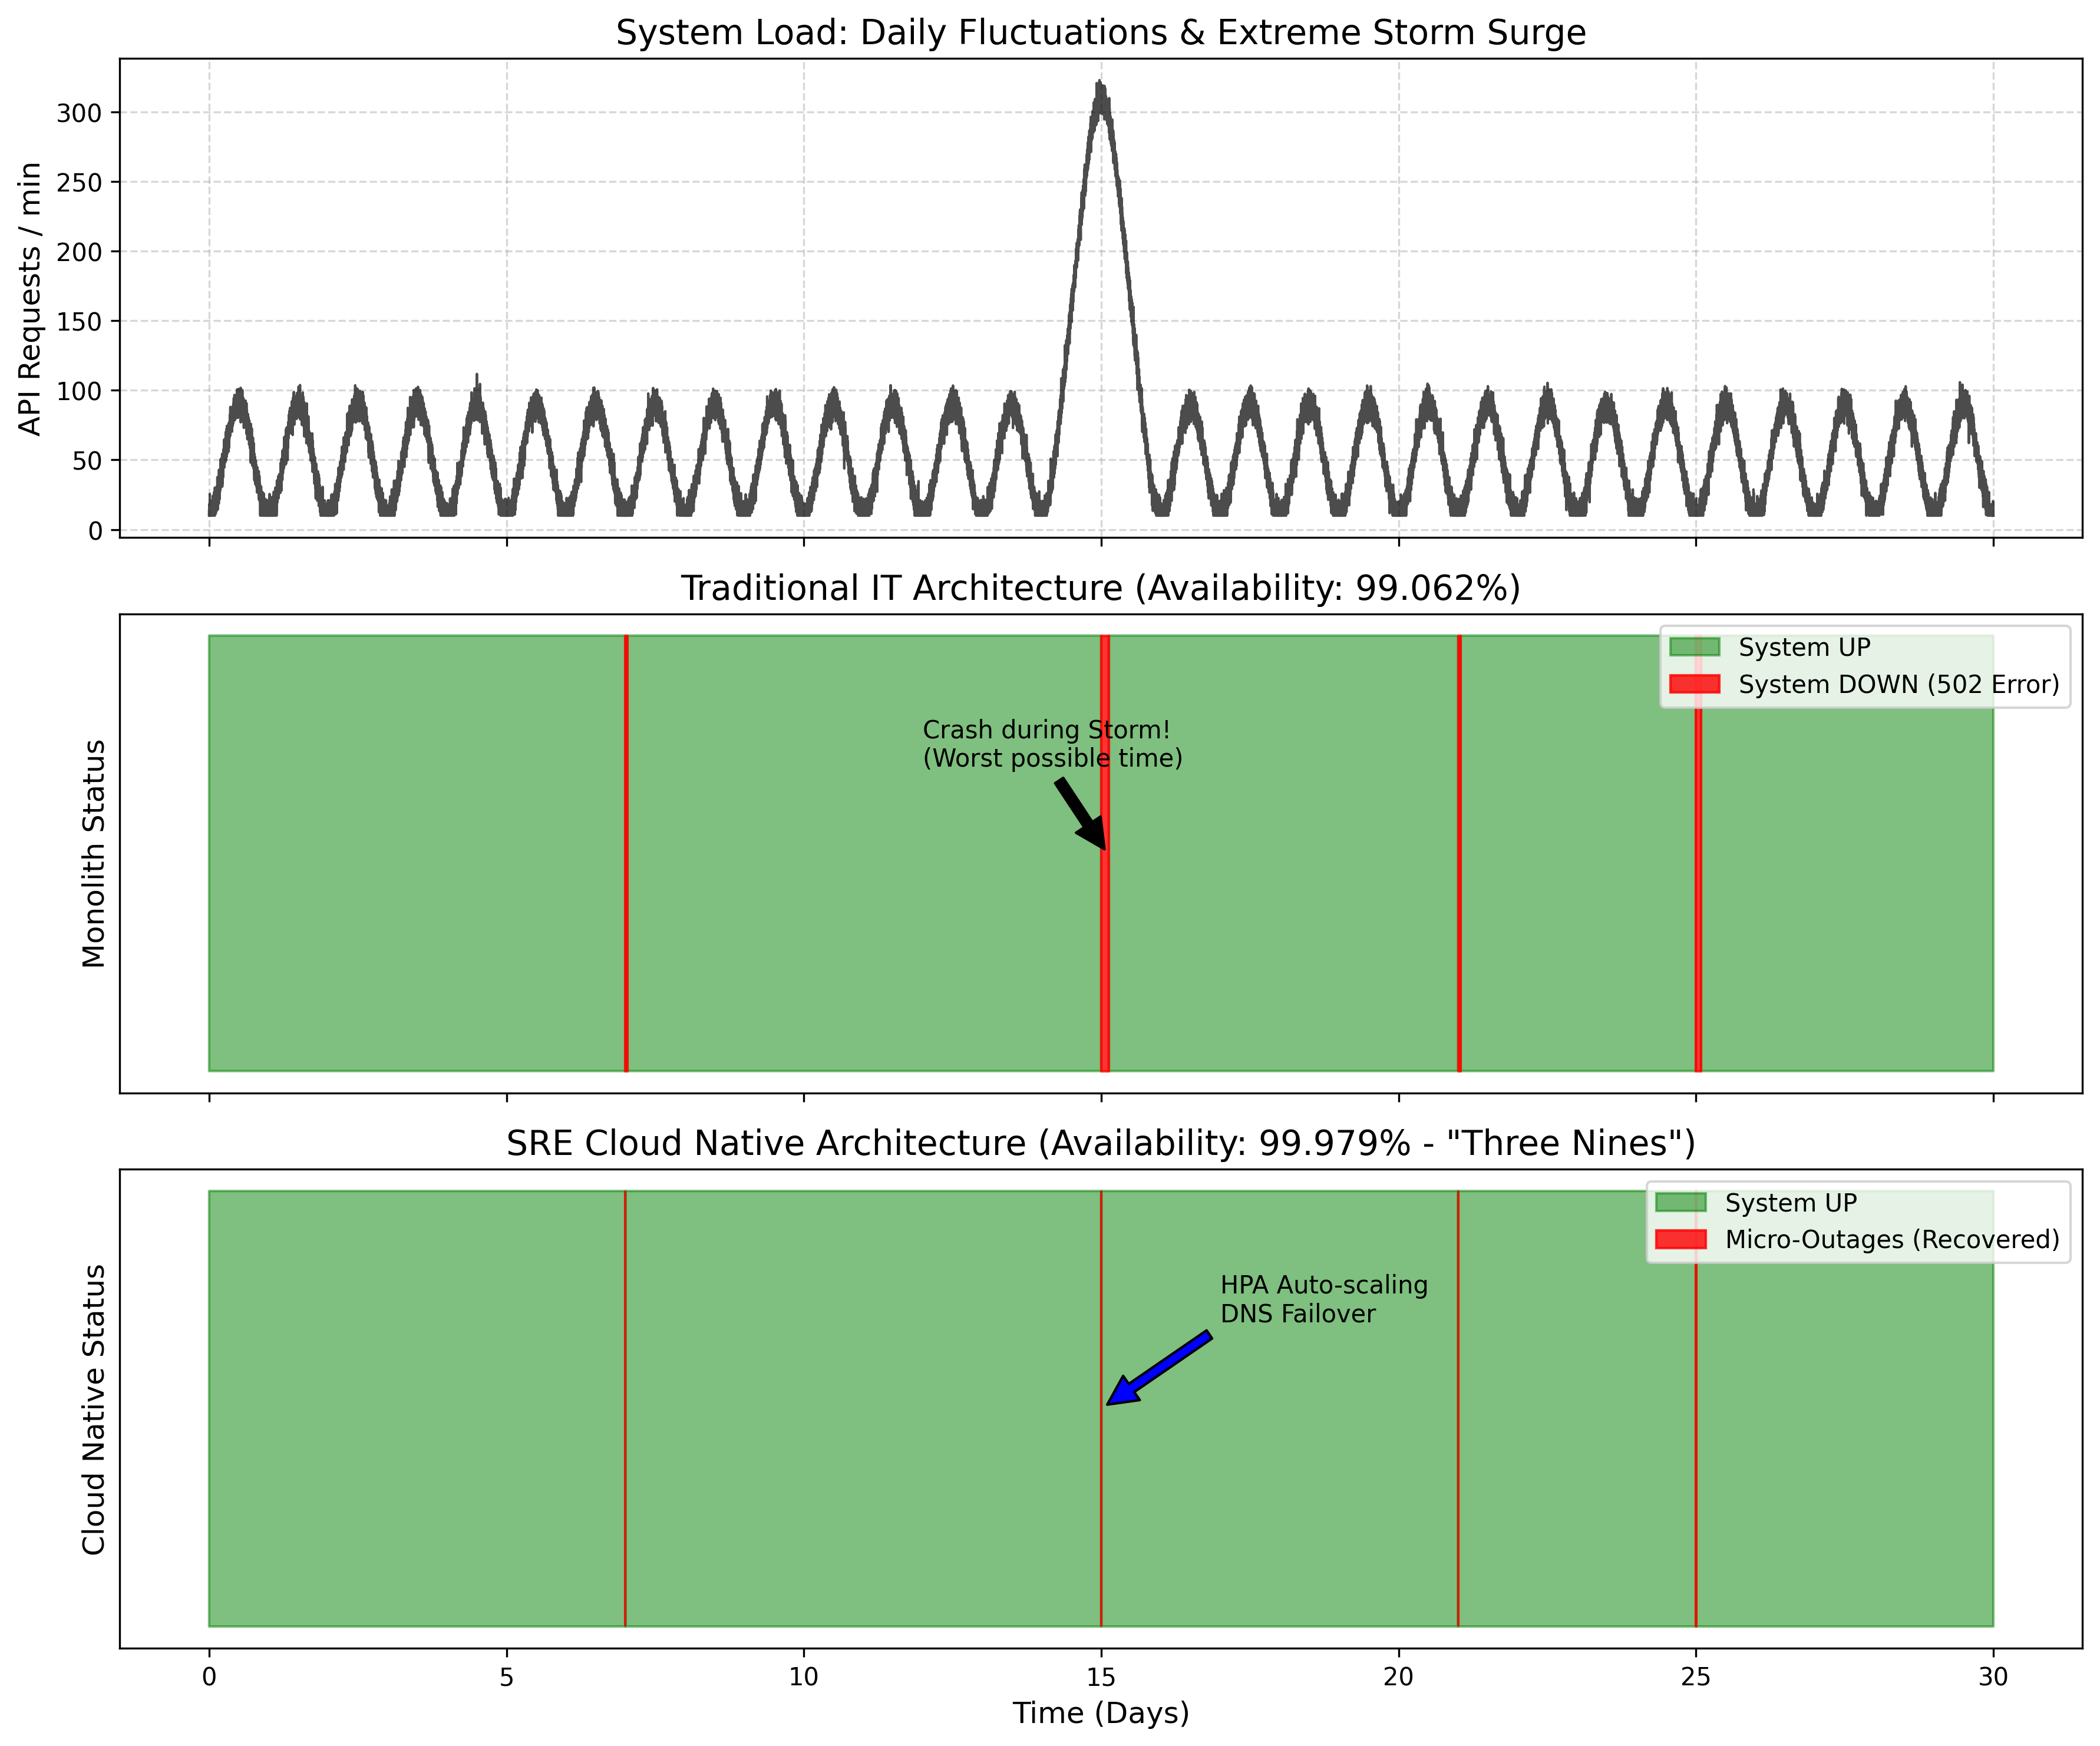 System Load: Daily Fluctuations & Extreme Storm Surge
API Requests / min
300
250
200
150
100
50
0
Traditional IT Architecture (Availability: 99.062%)
Monolith Status
System UP
System DOWN (502 Error)
Crash during Storm!
(Worst possible time)
SRE Cloud Native Architecture (Availability: 99.979% - "Three Nines")
Cloud Native Status
System UP
Micro-Outages (Recovered)
HPA Auto-scaling
DNS Failover
0 5 10 15 20 25 30
Time (Days)